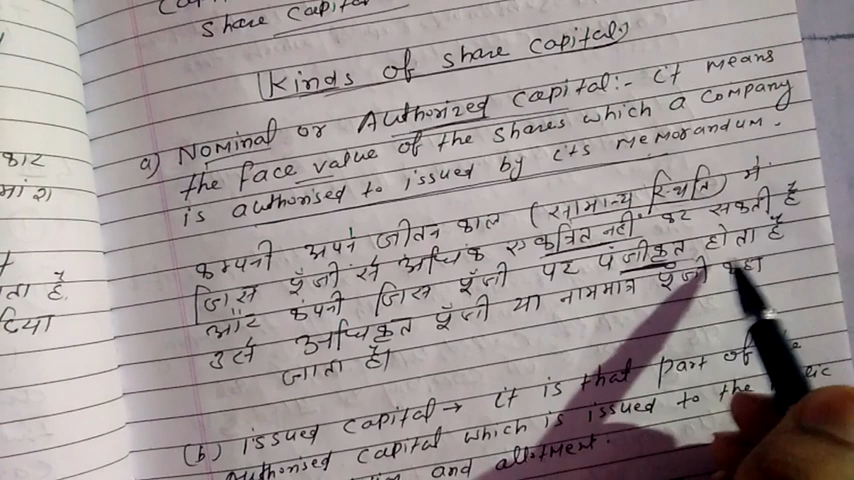 Share Capital
Kinds of share capital
a) Nominal or Authorized capital:- it means
the face value of the shares which a company
is authorised to issued by its Memorandum.
कम्पनी अपने जीवन काल (सामान्य स्थिति) में
जिस पूँजी से अधिक एकत्रित नहीं कर सकती है
और कंपनी जिस पूँजी पर पंजीकृत होता है
उसे अधिकृत पूँजी या नाममात्र पूँजी कहा
जाता है।
(b) issued capital → it is that part of the
Authorised capital which is issued to the
and allotment.
ता है.
दिया